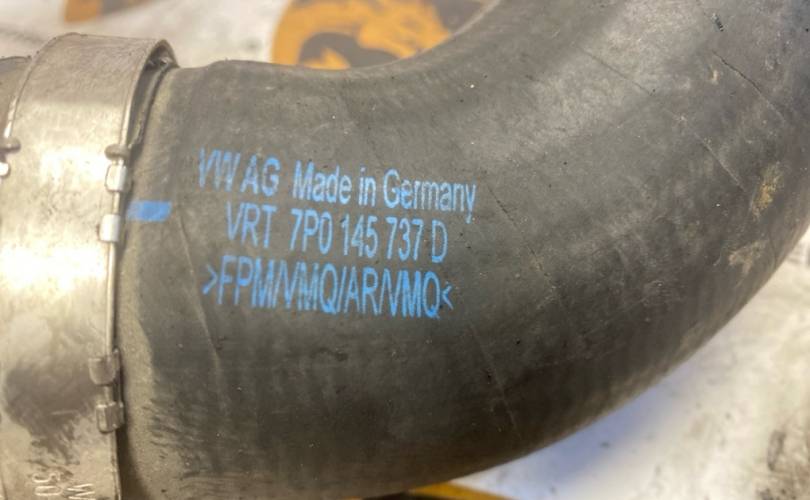 VW AG Made in Germany
VRT 7P0 145 737 D
>FPM/VMQ/AR/VMQ<